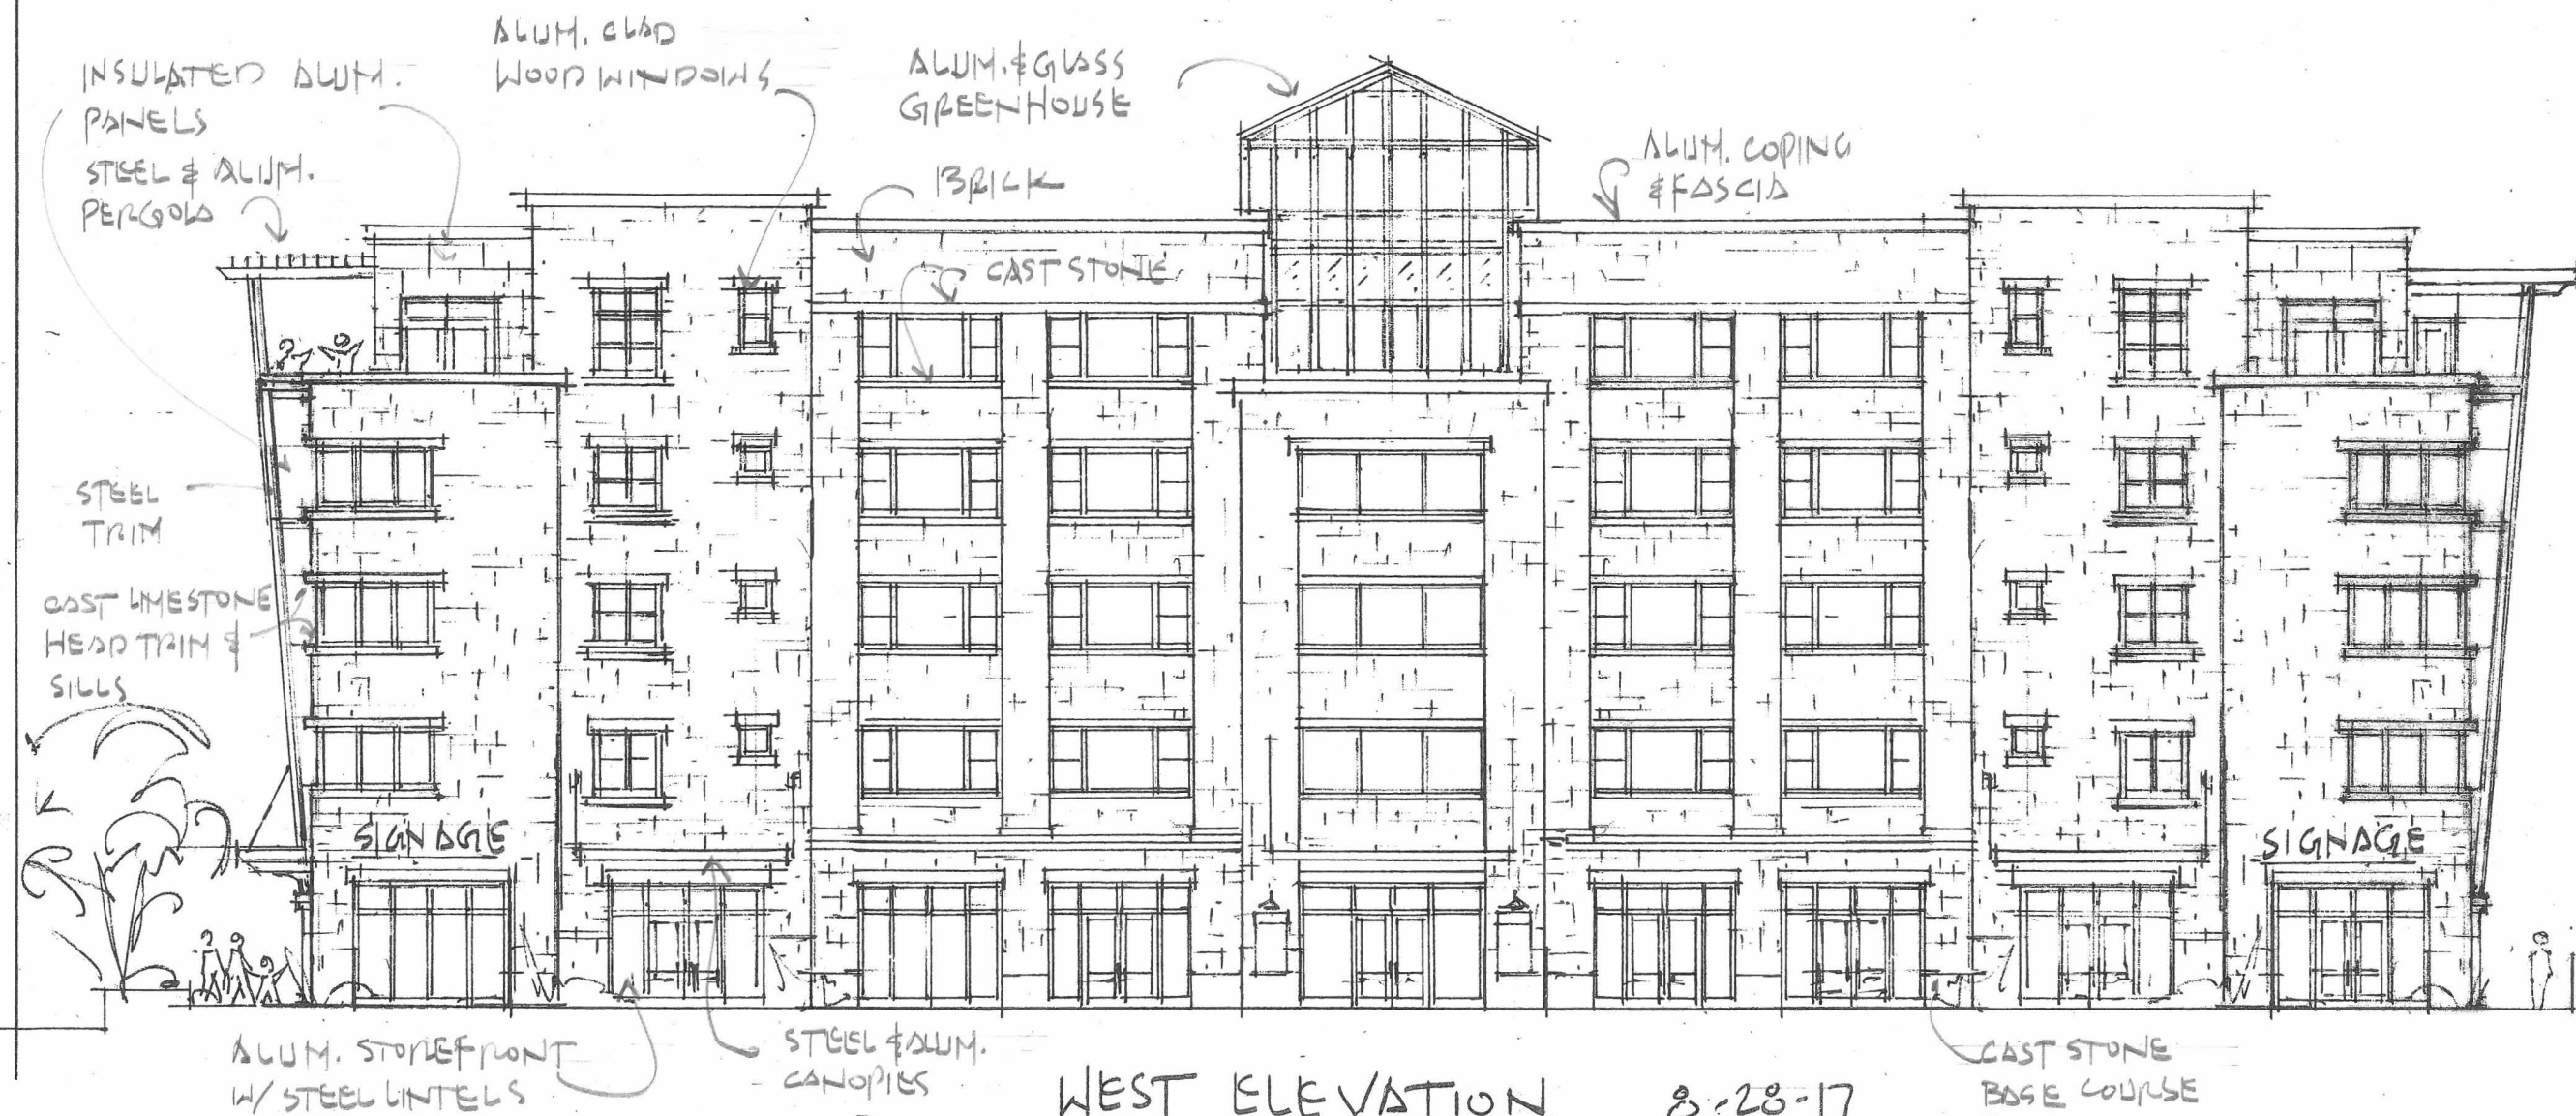 INSULATED ALUM.
PANELS
STEEL & ALUM.
PERGOLA
ALUM. CLAD
WOOD WINDOWS
ALUM. & GLASS
GREENHOUSE
BRICK
CAST STONE
ALUM. COPING
& FASCIA
STEEL
TRIM
CAST LIMESTONE
HEAD TRIM &
SILLS
SIGNAGE
SIGNAGE
ALUM. STOREFRONT
W/ STEEL LINTELS
STEEL & ALUM.
CANOPIES
CAST STONE
BASE COURSE
WEST ELEVATION 8-28-17